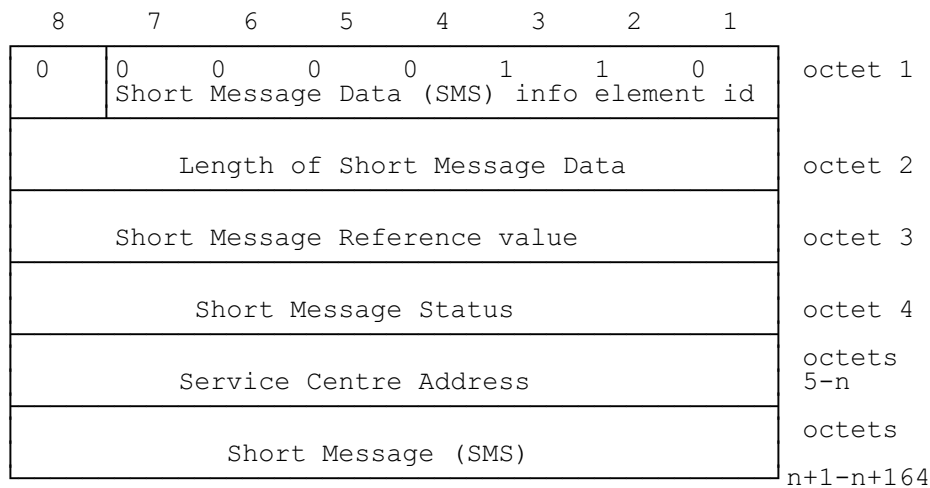 8 7 6 5 4 3 2 1
0 0 0 0 0 1 1 0 octet 1
Short Message Data (SMS) info element id
Length of Short Message Data octet 2
Short Message Reference value octet 3
Short Message Status octet 4
octets
Service Centre Address 5-n
octets
Short Message (SMS)
n+1-n+164